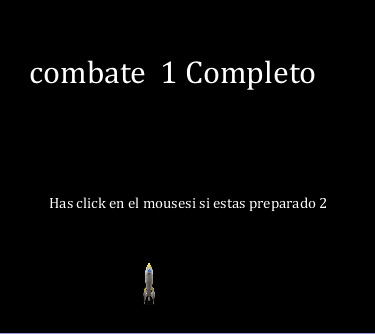 combate  1 Completo
Has click en el mousesi si estas preparado 2